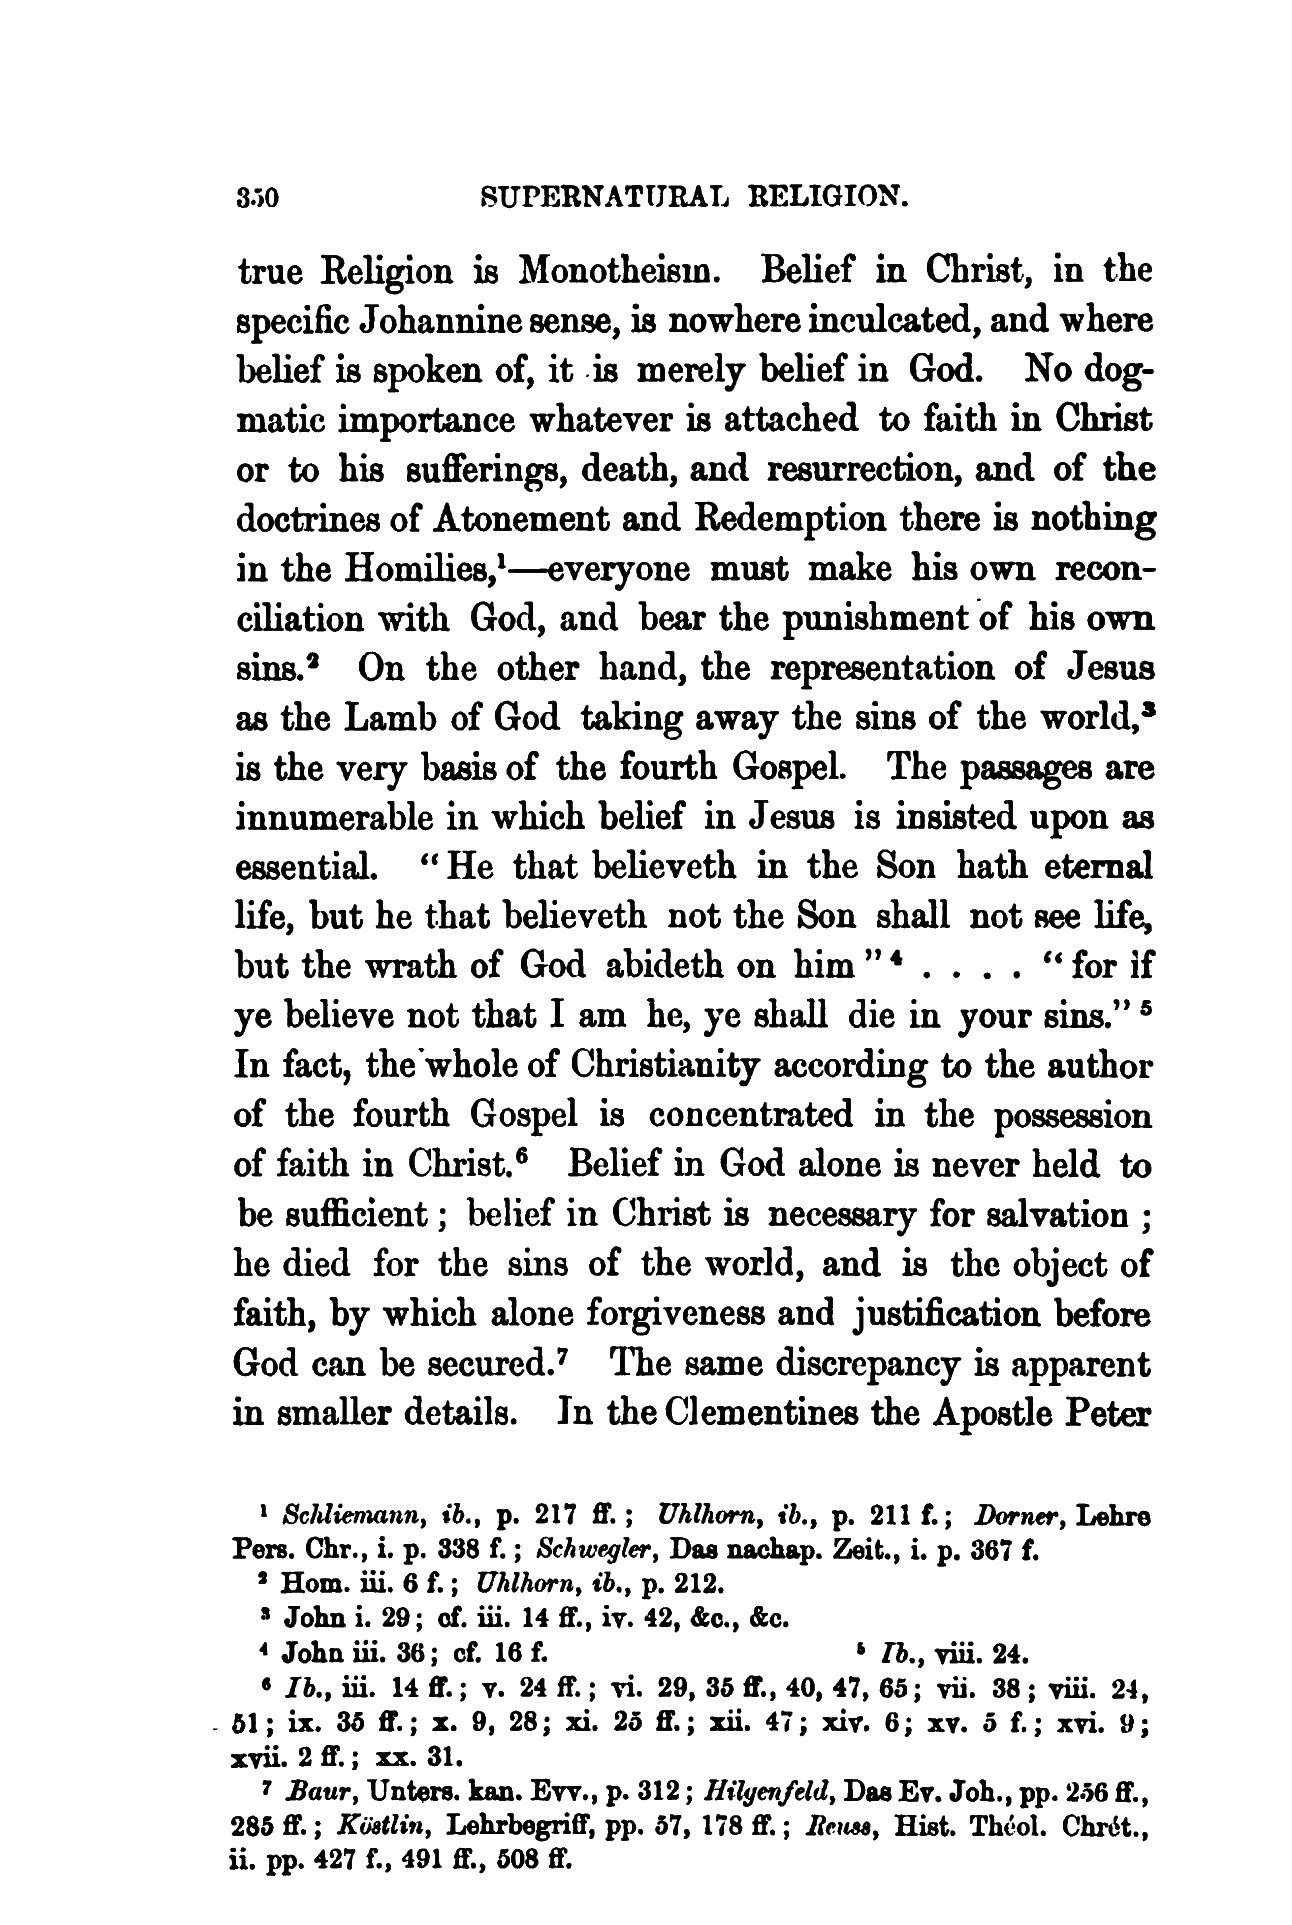 350 SUPERNATURAL RELIGION.
true Religion is Monotheism. Belief in Christ, in the
specific Johannine sense, is nowhere inculcated, and where
belief is spoken of, it is merely belief in God. No dog-
matic importance whatever is attached to faith in Christ
or to his sufferings, death, and resurrection, and of the
doctrines of Atonement and Redemption there is nothing
in the Homilies,¹—everyone must make his own recon-
ciliation with God, and bear the punishment of his own
sins.² On the other hand, the representation of Jesus
as the Lamb of God taking away the sins of the world,³
is the very basis of the fourth Gospel. The passages are
innumerable in which belief in Jesus is insisted upon as
essential. “He that believeth in the Son hath eternal
life, but he that believeth not the Son shall not see life,
but the wrath of God abideth on him”⁴ . . . . “for if
ye believe not that I am he, ye shall die in your sins.”⁵
In fact, the whole of Christianity according to the author
of the fourth Gospel is concentrated in the possession
of faith in Christ.⁶ Belief in God alone is never held to
be sufficient; belief in Christ is necessary for salvation;
he died for the sins of the world, and is the object of
faith, by which alone forgiveness and justification before
God can be secured.⁷ The same discrepancy is apparent
in smaller details. In the Clementines the Apostle Peter
¹ Schliemann, ib., p. 217 ff.; Uhlhorn, ib., p. 211 f.; Dorner, Lehre
Pers. Chr., i. p. 338 f.; Schwegler, Das nachap. Zeit., i. p. 367 f.
² Hom. iii. 6 f.; Uhlhorn, ib., p. 212.
³ John i. 29; cf. iii. 14 ff., iv. 42, &c., &c.
⁴ John iii. 36; cf. 16 f. ⁵ Ib., viii. 24.
⁶ Ib., iii. 14 ff.; v. 24 ff.; vi. 29, 35 ff., 40, 47, 65; vii. 38; viii. 24,
51; ix. 35 ff.; x. 9, 28; xi. 25 ff.; xii. 47; xiv. 6; xv. 5 f.; xvi. 9;
xvii. 2 ff.; xx. 31.
⁷ Baur, Unters. kan. Evv., p. 312; Hilgenfeld, Das Ev. Joh., pp. 256 ff.,
285 ff.; Köstlin, Lehrbegriff, pp. 57, 178 ff.; Reuss, Hist. Théol. Chrét.,
ii. pp. 427 f., 491 ff., 508 ff.